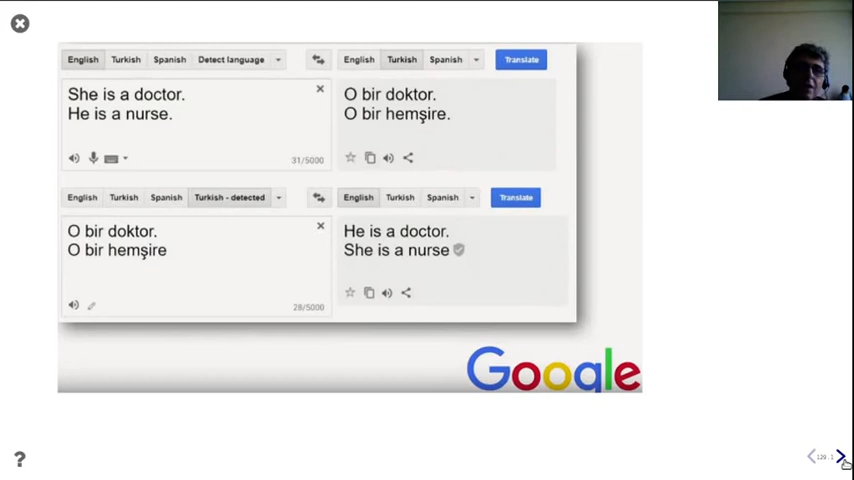 English Turkish Spanish Detect language English Turkish Spanish Translate
She is a doctor.
He is a nurse.
31/5000
O bir doktor.
O bir hemşire.
English Turkish Spanish Turkish - detected English Turkish Spanish Translate
O bir doktor.
O bir hemşire
28/5000
He is a doctor.
She is a nurse
Google
?
129.1